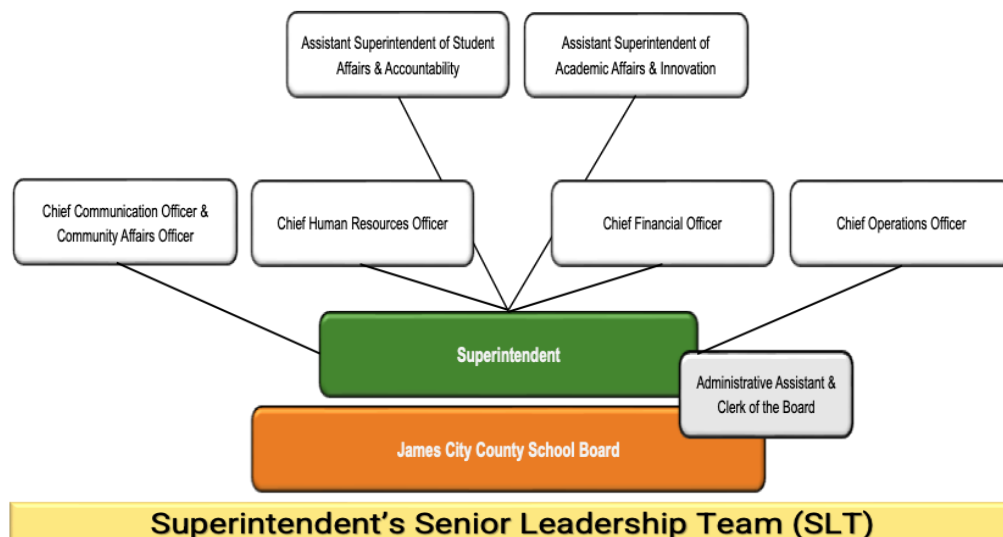 Assistant Superintendent of Student
Affairs & Accountability
Assistant Superintendent of
Academic Affairs & Innovation
Chief Communication Officer &
Community Affairs Officer
Chief Human Resources Officer
Chief Financial Officer
Chief Operations Officer
Superintendent
Administrative Assistant &
Clerk of the Board
James City County School Board
Superintendent's Senior Leadership Team (SLT)